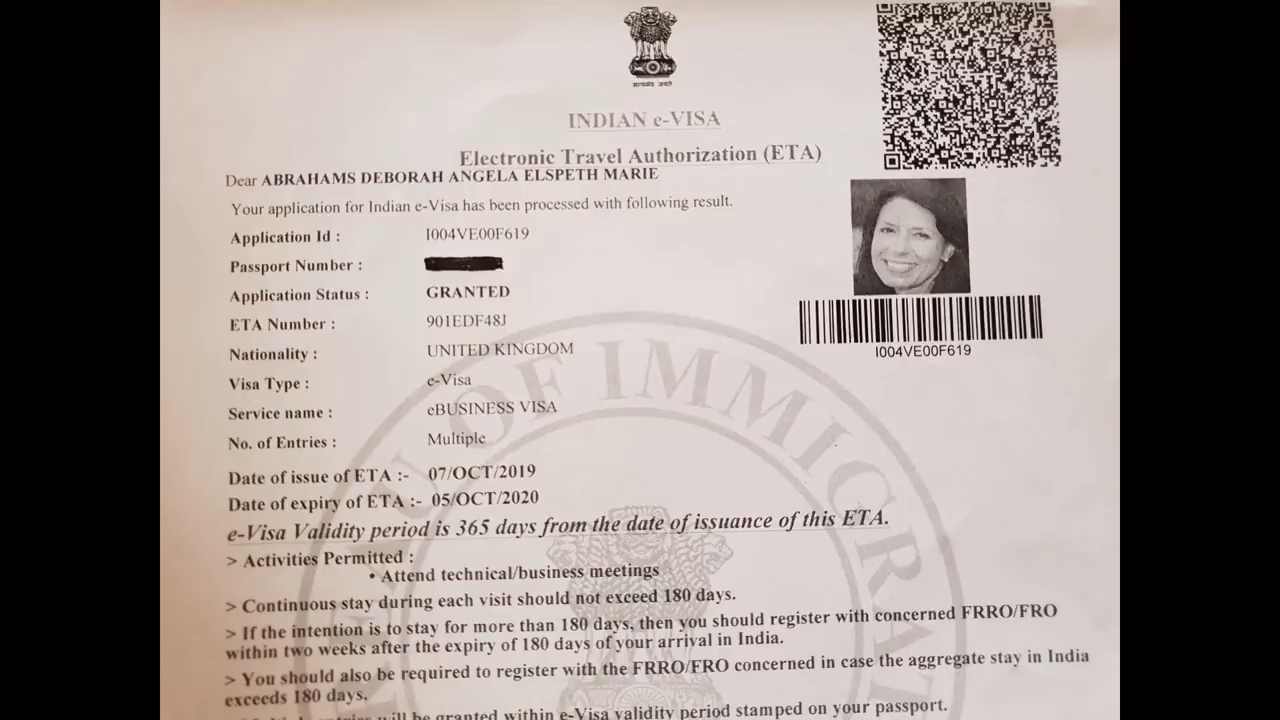 सत्यमेव जयते
INDIAN e-VISA
Electronic Travel Authorization (ETA)
Dear ABRAHAMS DEBORAH ANGELA ELSPETH MARIE
Your application for Indian e-Visa has been processed with following result.
Application Id : I004VE00F619
Passport Number :
Application Status : GRANTED
ETA Number : 901EDF48J
I004VE00F619
Nationality : UNITED KINGDOM
Visa Type : e-Visa
Service name : eBUSINESS VISA
No. of Entries : Multiple
Date of issue of ETA :- 07/OCT/2019
Date of expiry of ETA :- 05/OCT/2020
e-Visa Validity period is 365 days from the date of issuance of this ETA.
> Activities Permitted :
• Attend technical/business meetings
> Continuous stay during each visit should not exceed 180 days.
> If the intention is to stay for more than 180 days, then you should register with concerned FRRO/FRO
within two weeks after the expiry of 180 days of your arrival in India.
> You should also be required to register with the FRRO/FRO concerned in case the aggregate stay in India
exceeds 180 days.
will be granted within e-Visa validity period stamped on your passport.
OF IMMIGRAT